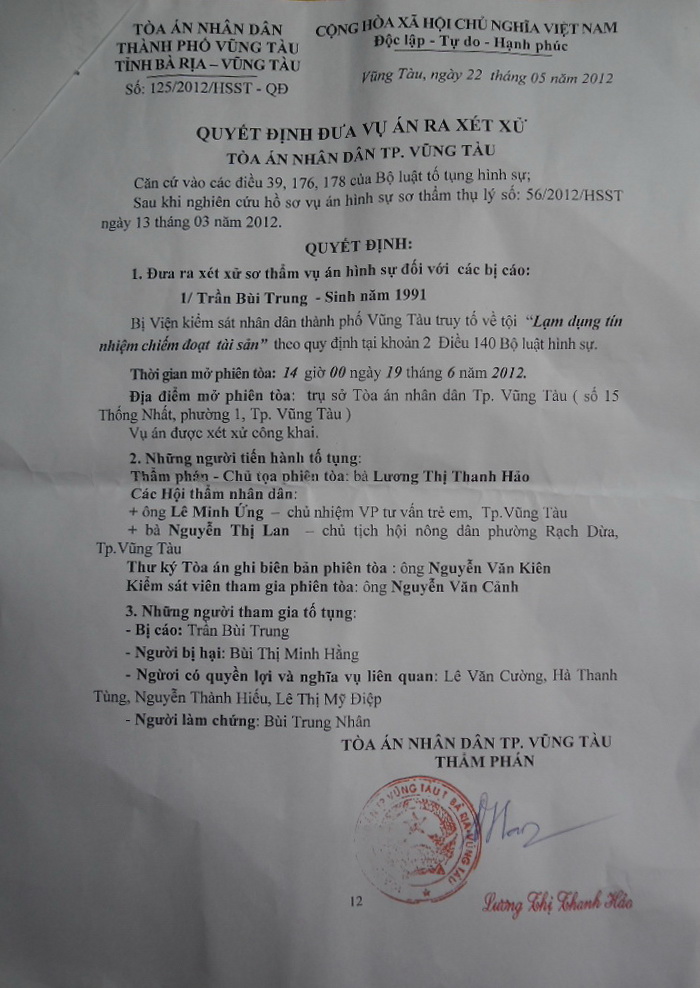 TÒA ÁN NHÂN DÂN
THÀNH PHỐ VŨNG TÀU
TỈNH BÀ RỊA – VŨNG TÀU
Số: 125/2012/HSST - QĐ
CỘNG HÒA XÃ HỘI CHỦ NGHĨA VIỆT NAM
Độc lập - Tự do - Hạnh phúc
Vũng Tàu, ngày 22 tháng 05 năm 2012
QUYẾT ĐỊNH ĐƯA VỤ ÁN RA XÉT XỬ
TÒA ÁN NHÂN DÂN TP. VŨNG TÀU
Căn cứ vào các điều 39, 176, 178 của Bộ luật tố tụng hình sự;
Sau khi nghiên cứu hồ sơ vụ án hình sự sơ thẩm thụ lý số: 56/2012/HSST
ngày 13 tháng 03 năm 2012.
QUYẾT ĐỊNH:
1. Đưa ra xét xử sơ thẩm vụ án hình sự đối với các bị cáo:
1/ Trần Bùi Trung - Sinh năm 1991
Bị Viện kiểm sát nhân dân thành phố Vũng Tàu truy tố về tội “Lạm dụng tín
nhiệm chiếm đoạt tài sản” theo quy định tại khoản 2 Điều 140 Bộ luật hình sự.
Thời gian mở phiên tòa: 14 giờ 00 ngày 19 tháng 6 năm 2012.
Địa điểm mở phiên tòa: trụ sở Tòa án nhân dân Tp. Vũng Tàu ( số 15
Thống Nhất, phường 1, Tp. Vũng Tàu )
Vụ án được xét xử công khai.
2. Những người tiến hành tố tụng:
Thẩm phán - Chủ tọa phiên tòa: bà Lương Thị Thanh Hảo
Các Hội thẩm nhân dân:
+ ông Lê Minh Ứng – chủ nhiệm VP tư vấn trẻ em, Tp.Vũng Tàu
+ bà Nguyễn Thị Lan – chủ tịch hội nông dân phường Rạch Dừa,
Tp.Vũng Tàu
Thư ký Tòa án ghi biên bản phiên tòa : ông Nguyễn Văn Kiên
Kiểm sát viên tham gia phiên tòa: ông Nguyễn Văn Cảnh
3. Những người tham gia tố tụng:
- Bị cáo: Trần Bùi Trung
- Người bị hại: Bùi Thị Minh Hằng
- Người có quyền lợi và nghĩa vụ liên quan: Lê Văn Cường, Hà Thanh
Tùng, Nguyễn Thành Hiếu, Lê Thị Mỹ Điệp
- Người làm chứng: Bùi Trung Nhân
TÒA ÁN NHÂN DÂN TP. VŨNG TÀU
THẨM PHÁN
VŨNG TÀU T BÀ RỊA VŨNG TÀU
12
Lương Thị Thanh Hảo